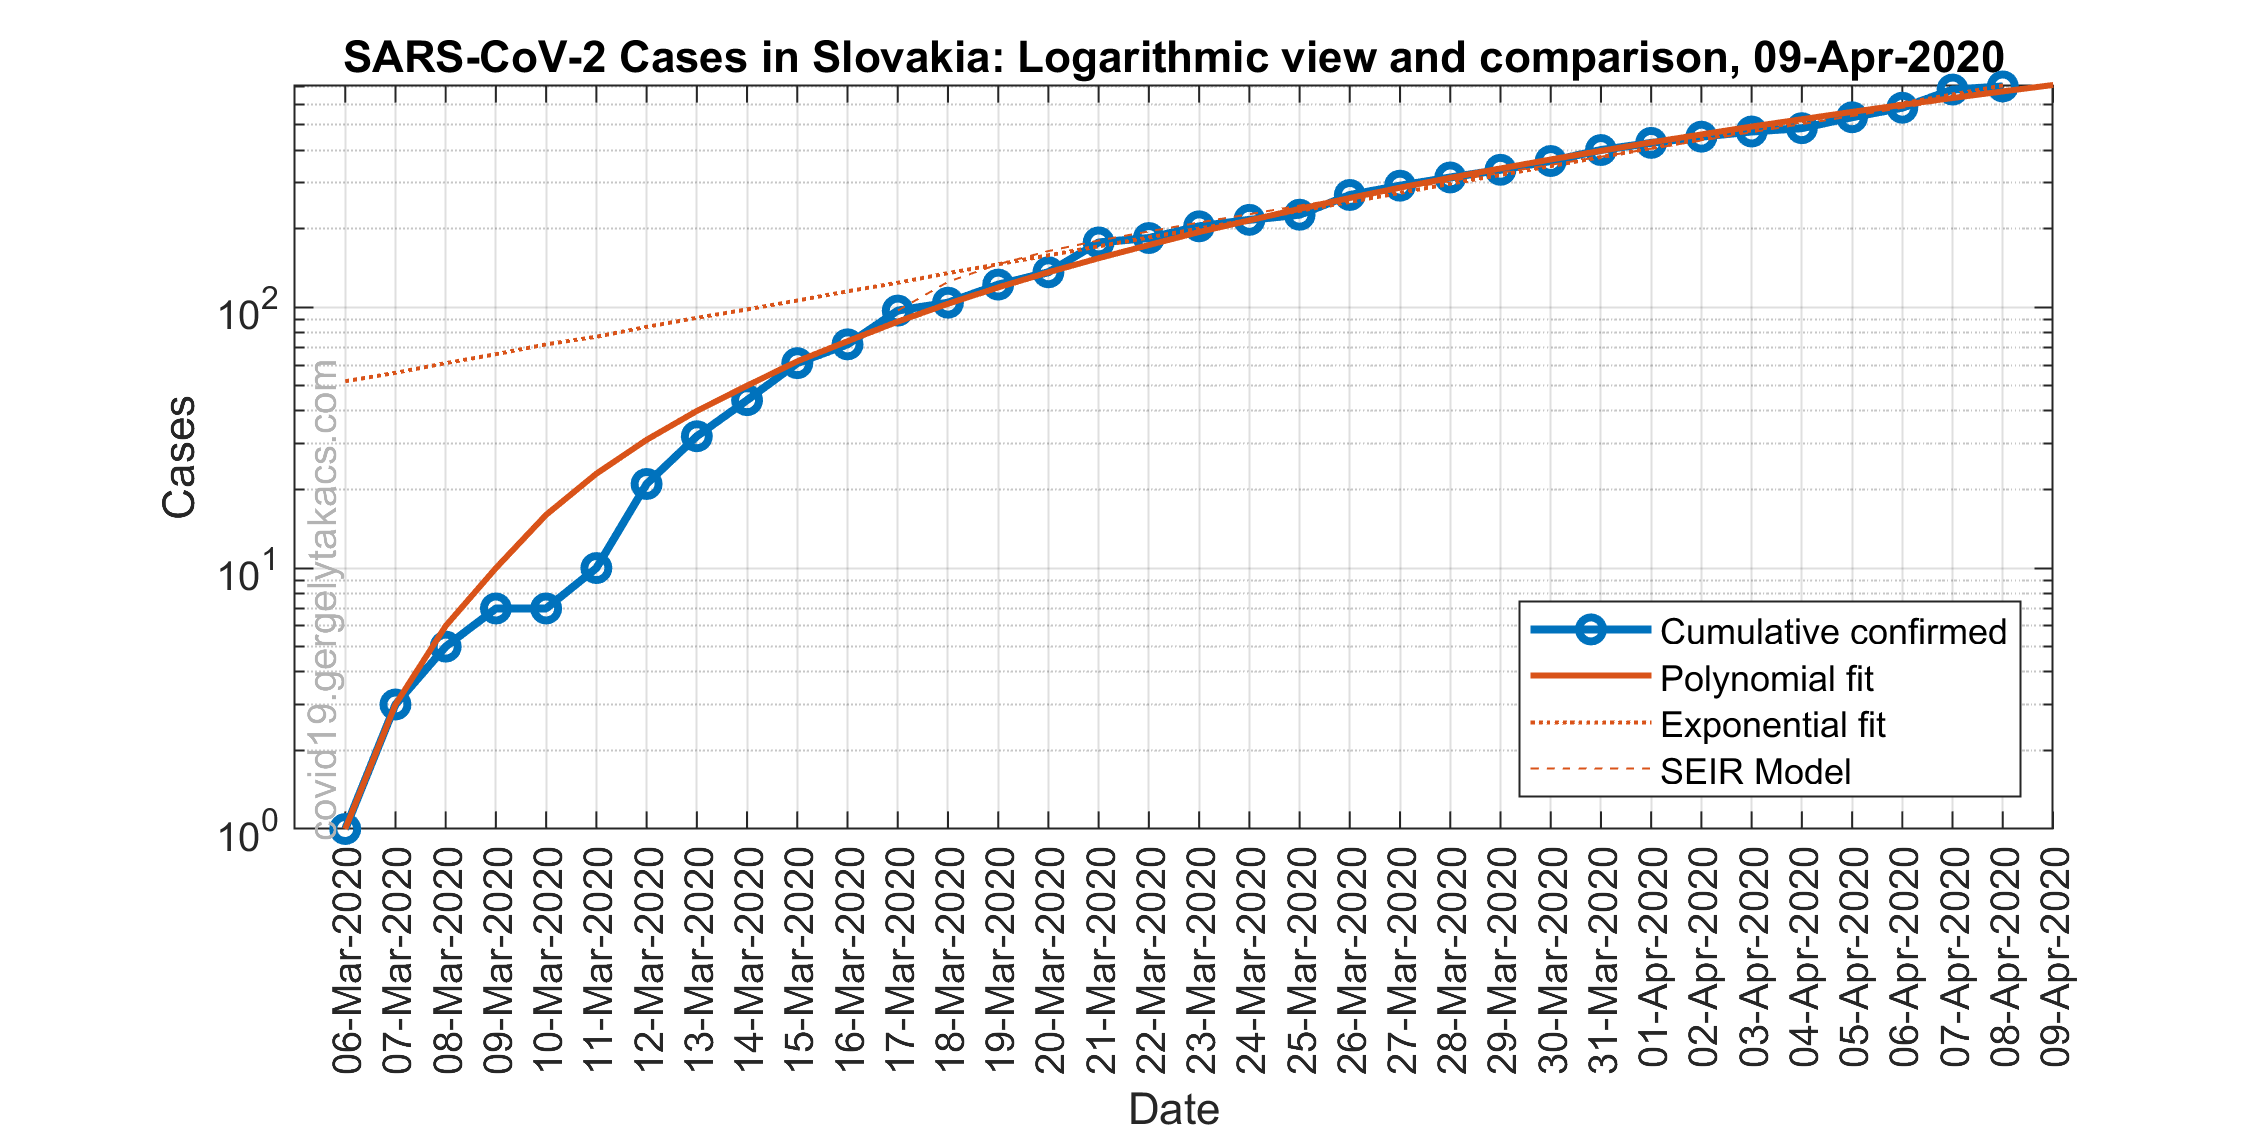 SARS-CoV-2 Cases in Slovakia: Logarithmic view and comparison, 09-Apr-2020
Cases
10^2
10^1
10^0
covid19.gergelytakacs.com
Cumulative confirmed
Polynomial fit
Exponential fit
SEIR Model
06-Mar-2020
07-Mar-2020
08-Mar-2020
09-Mar-2020
10-Mar-2020
11-Mar-2020
12-Mar-2020
13-Mar-2020
14-Mar-2020
15-Mar-2020
16-Mar-2020
17-Mar-2020
18-Mar-2020
19-Mar-2020
20-Mar-2020
21-Mar-2020
22-Mar-2020
23-Mar-2020
24-Mar-2020
25-Mar-2020
26-Mar-2020
27-Mar-2020
28-Mar-2020
29-Mar-2020
30-Mar-2020
31-Mar-2020
01-Apr-2020
02-Apr-2020
03-Apr-2020
04-Apr-2020
05-Apr-2020
06-Apr-2020
07-Apr-2020
08-Apr-2020
09-Apr-2020
Date